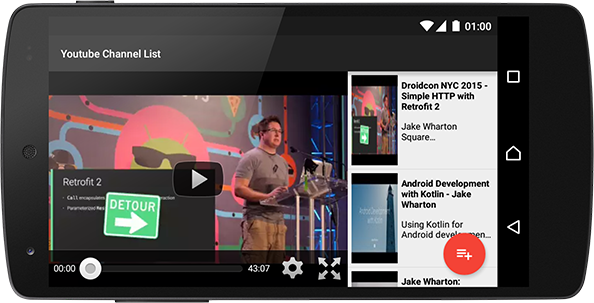 01:00
Youtube Channel List
Retrofit 2
DETOUR
00:00
43:07
Droidcon NYC 2015 -
Simple HTTP with
Retrofit 2
Jake Wharton
Square...
Android Development
with Kotlin - Jake
Wharton
Using Kotlin for
Android developmen...
Jake Wharton: